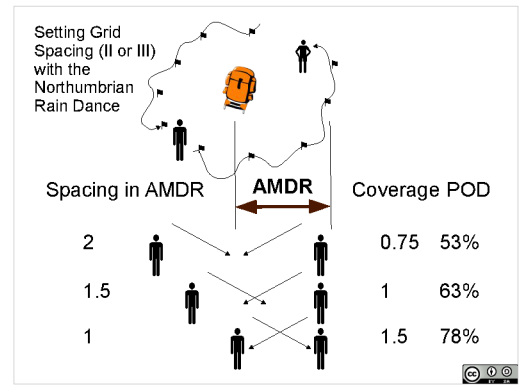 Setting Grid
Spacing (II or III)
with the
Northumbrian
Rain Dance
Spacing in AMDR AMDR Coverage POD
2 0.75 53%
1.5 1 63%
1 1.5 78%
cc